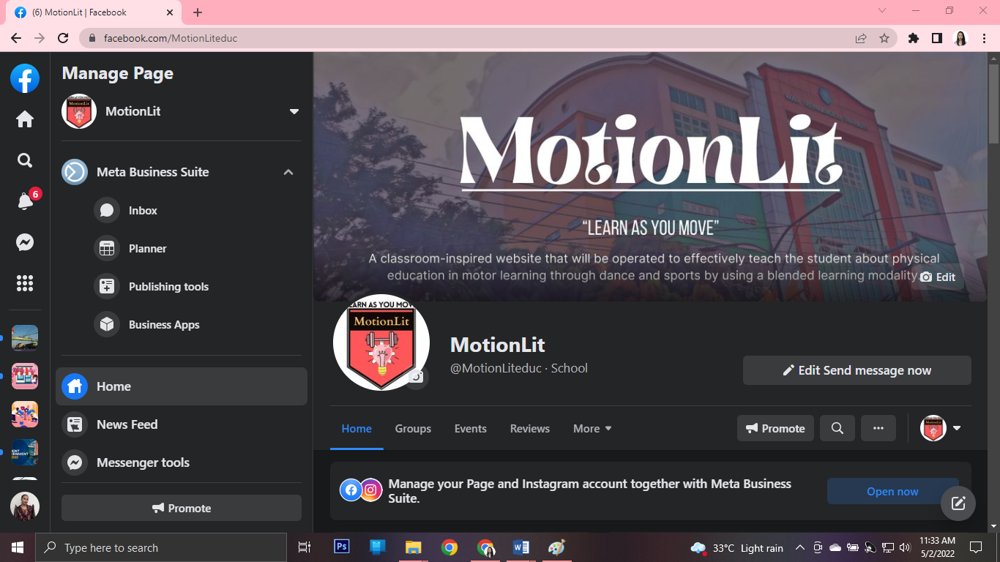 (6) MotionLit | Facebook
facebook.com/MotionLiteduc
Manage Page
MotionLit
Meta Business Suite
6
Inbox
Planner
Publishing tools
Business Apps
Home
News Feed
Messenger tools
Promote
MotionLit
“LEARN AS YOU MOVE”
A classroom-inspired website that will be operated to effectively teach the student about physical
education in motor learning through dance and sports by using a blended learning modality.
Edit
LEARN AS YOU MOV
MotionLit
MotionLit
@MotionLiteduc · School
Edit Send message now
Home Groups Events Reviews More
Promote
Manage your Page and Instagram account together with Meta Business
Suite.
Open now
Type here to search
Ps
W
33°C Light rain
11:33 AM
5/2/2022